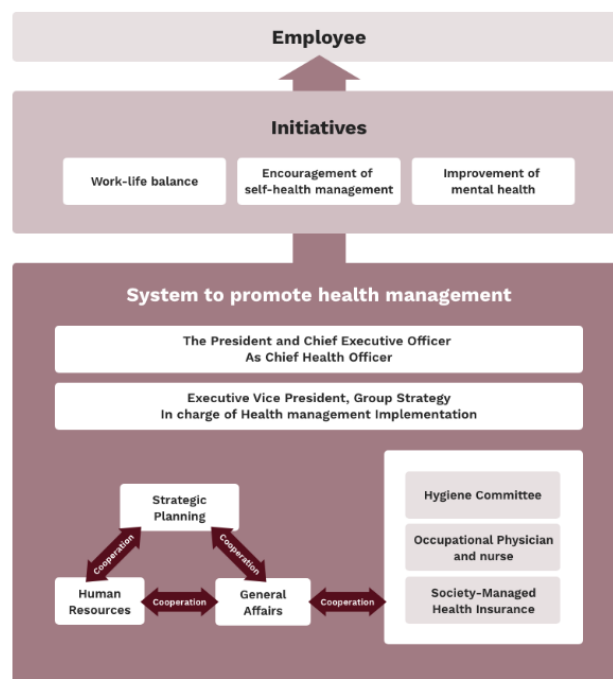 Employee
Initiatives
Work-life balance
Encouragement of
self-health management
Improvement of
mental health
System to promote health management
The President and Chief Executive Officer
As Chief Health Officer
Executive Vice President, Group Strategy
In charge of Health management Implementation
Strategic
Planning
Cooperation
Cooperation
Human
Resources
Cooperation
General
Affairs
Cooperation
Hygiene Committee
Occupational Physician
and nurse
Society-Managed
Health Insurance